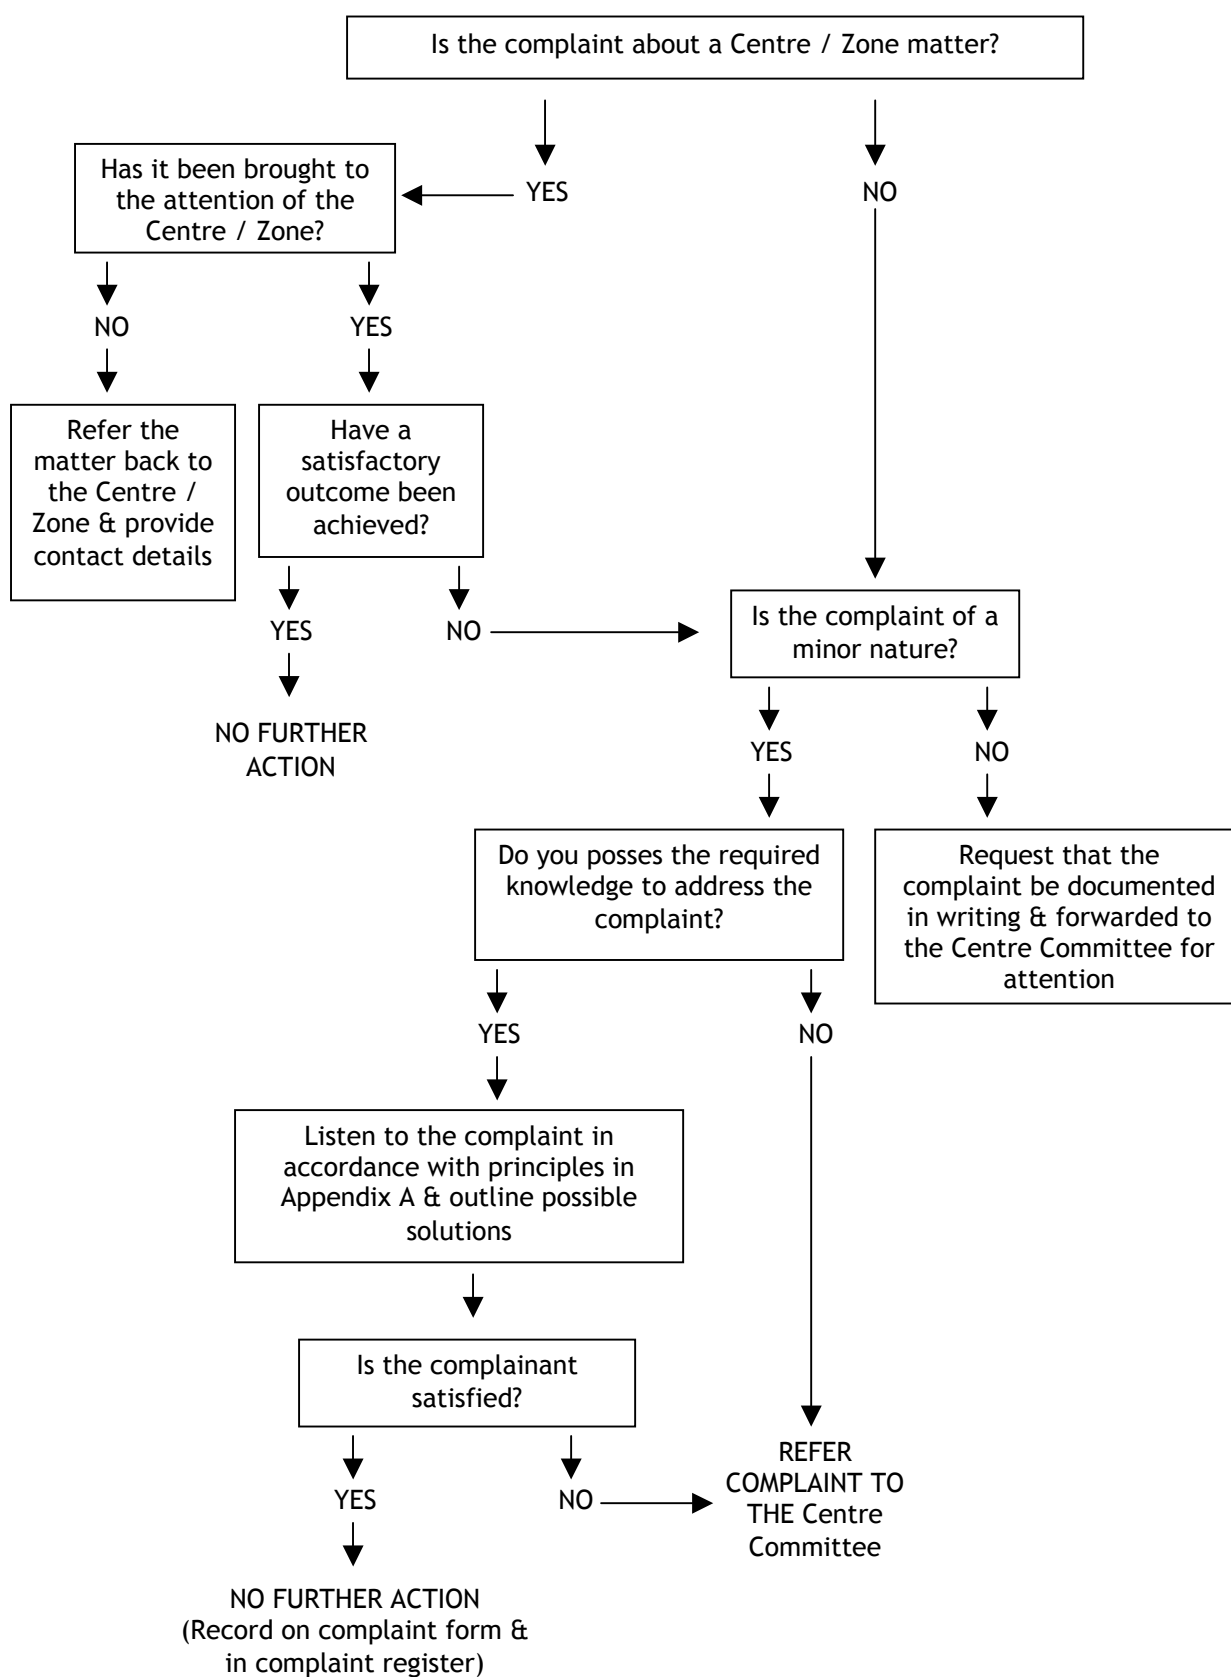 Is the complaint about a Centre / Zone matter?
Has it been brought to
the attention of the
Centre / Zone?
YES
NO
NO
YES
Refer the
matter back to
the Centre /
Zone & provide
contact details
Have a
satisfactory
outcome been
achieved?
YES
NO
Is the complaint of a
minor nature?
NO FURTHER
ACTION
YES
NO
Do you posses the required
knowledge to address the
complaint?
Request that the
complaint be documented
in writing & forwarded to
the Centre Committee for
attention
YES
NO
Listen to the complaint in
accordance with principles in
Appendix A & outline possible
solutions
Is the complainant
satisfied?
YES
NO
REFER
COMPLAINT TO
THE Centre
Committee
NO FURTHER ACTION
(Record on complaint form &
in complaint register)